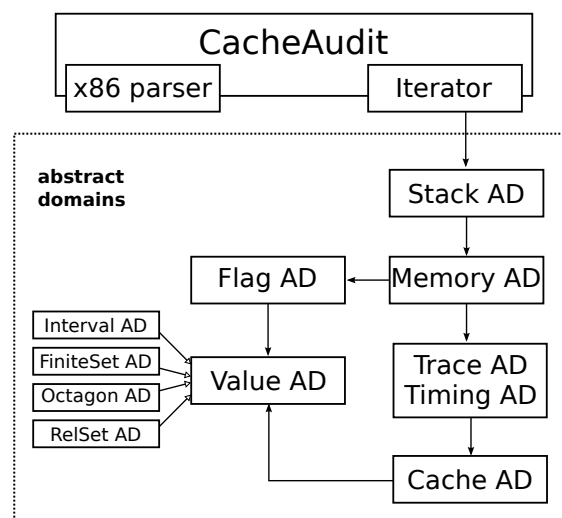 CacheAudit
x86 parser
Iterator
abstract
domains
Stack AD
Flag AD
Memory AD
Interval AD
FiniteSet AD
Octagon AD
RelSet AD
Value AD
Trace AD
Timing AD
Cache AD